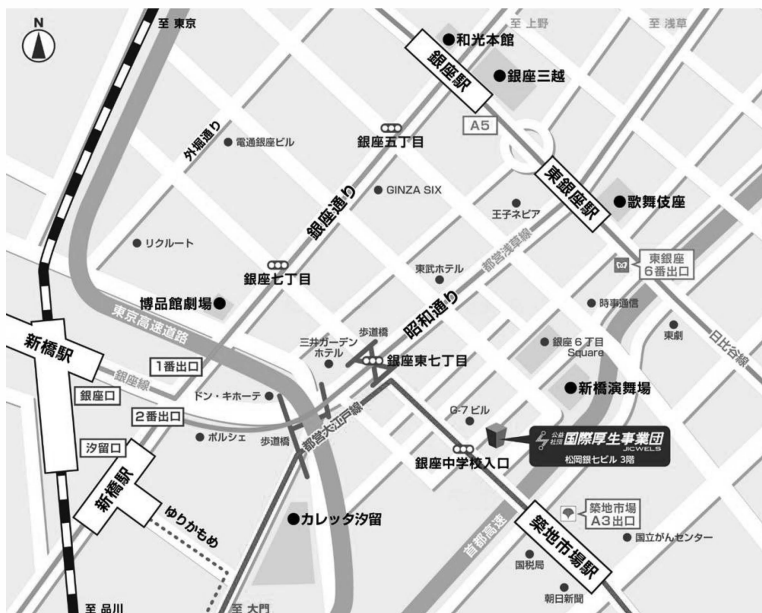 N
至 東京
至 上野
至 浅草
和光本館
銀座駅
銀座三越
A5
銀座五丁目
外堀通り
電通銀座ビル
東銀座駅
銀座通り
GINZA SIX
歌舞伎座
王子ネピア
都営浅草線
リクルート
東銀座
6番出口
銀座七丁目
東武ホテル
昭和通り
時事通信
博品館劇場
東京高速道路
歩道橋
三井ガーデン
ホテル
銀座6丁目
Square
東劇
日比谷線
新橋駅
1番出口
銀座線
銀座東七丁目
新橋演舞場
銀座口
ドン・キホーテ
2番出口
G-7ビル
公益
社団
国際厚生事業団
JICWELS
松岡銀七ビル 3階
ポルシェ
歩道橋
都営大江戸線
汐留口
銀座中学校入口
新橋駅
カレッタ汐留
ゆりかもめ
首都高速
築地市場
A3出口
国立がんセンター
築地市場駅
国税局
朝日新聞
至 品川
至 大門